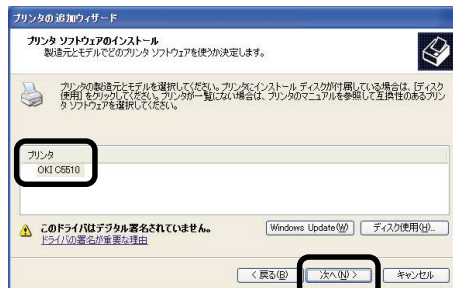 プリンタの追加ウィザード
プリンタ ソフトウェアのインストール
製造元とモデルでどのプリンタ ソフトウェアを使うか決定します。
プリンタの製造元とモデルを選択してください。プリンタにインストール ディスクが付属している場合は、[ディスク
使用] をクリックしてください。プリンタが一覧にない場合は、プリンタのマニュアルを参照して互換性のあるプリン
タ ソフトウェアを選択してください。
プリンタ
OKI C5510
このドライバはデジタル署名されていません。
ドライバの署名が重要な理由
Windows Update(W)
ディスク使用(H)...
< 戻る(B)
次へ(N) >
キャンセル